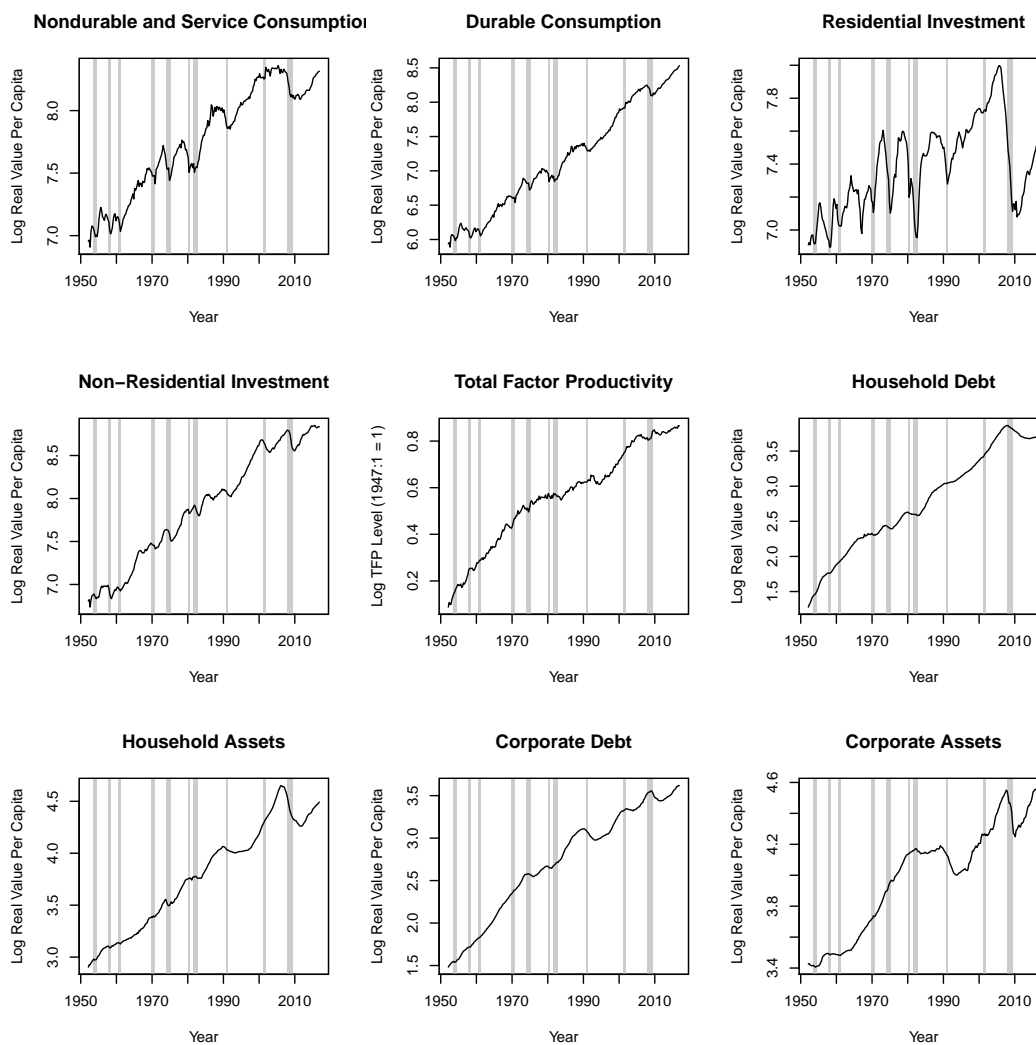 Nondurable and Service Consumption
Log Real Value Per Capita
7.0 7.5 8.0
1950 1970 1990 2010
Year
Durable Consumption
Log Real Value Per Capita
6.0 6.5 7.0 7.5 8.0 8.5
1950 1970 1990 2010
Year
Residential Investment
Log Real Value Per Capita
7.0 7.4 7.8
1950 1970 1990 2010
Year
Non−Residential Investment
Log Real Value Per Capita
7.0 7.5 8.0 8.5
1950 1970 1990 2010
Year
Total Factor Productivity
Log TFP Level (1947:1 = 1)
0.2 0.4 0.6 0.8
1950 1970 1990 2010
Year
Household Debt
Log Real Value Per Capita
1.5 2.0 2.5 3.0 3.5
1950 1970 1990 2010
Year
Household Assets
Log Real Value Per Capita
3.0 3.5 4.0 4.5
1950 1970 1990 2010
Year
Corporate Debt
Log Real Value Per Capita
1.5 2.0 2.5 3.0 3.5
1950 1970 1990 2010
Year
Corporate Assets
Log Real Value Per Capita
3.4 3.8 4.2 4.6
1950 1970 1990 2010
Year